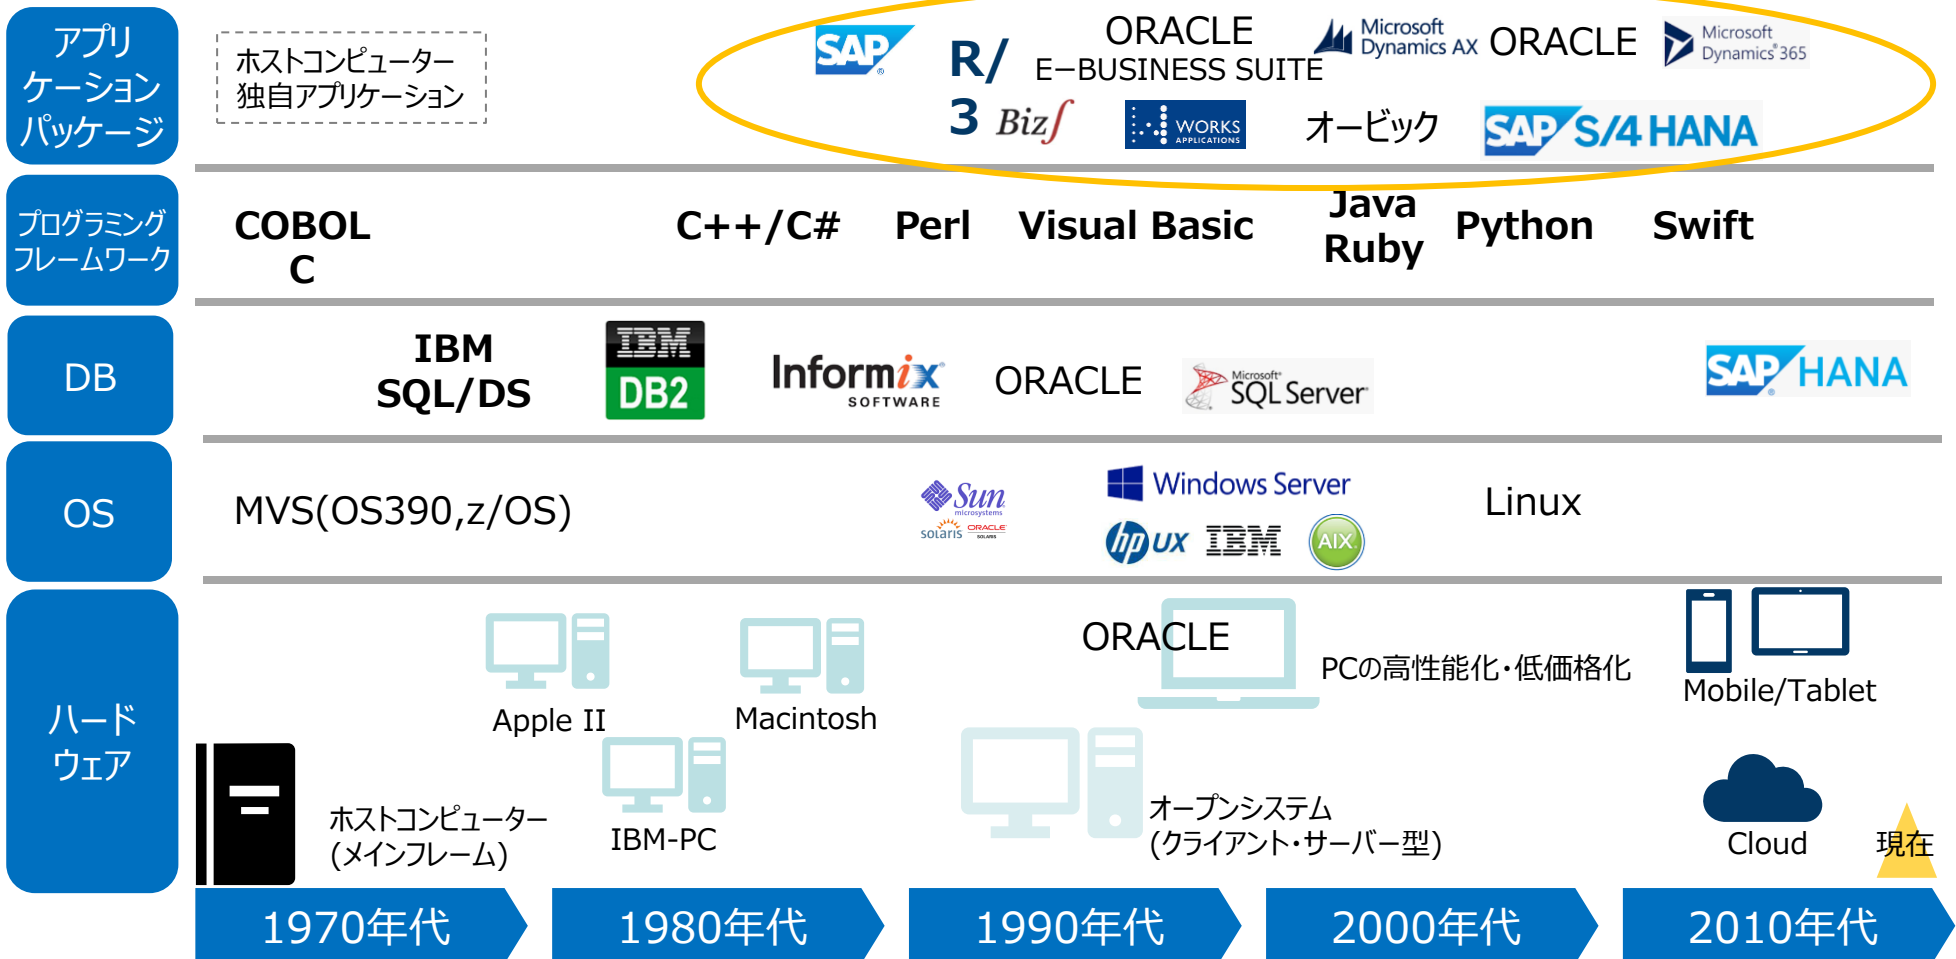 アプリ
ケーション
パッケージ
ホストコンピューター
独自アプリケーション
SAP
R/
3
ORACLE
E−BUSINESS SUITE
Microsoft
Dynamics AX
ORACLE
Microsoft
Dynamics 365
Biz∫
WORKS
APPLICATIONS
オービック
SAP S/4 HANA
プログラミング
フレームワーク
COBOL
C
C++/C#
Perl
Visual Basic
Java
Ruby
Python
Swift
DB
IBM
SQL/DS
IBM
DB2
Informix
SOFTWARE
ORACLE
Microsoft
SQL Server
SAP HANA
OS
MVS(OS390,z/OS)
Sun
microsystems
solaris
ORACLE
SOLARIS
Windows Server
hp UX
IBM
AIX
Linux
ハード
ウェア
Apple II
Macintosh
ORACLE
PCの高性能化・低価格化
Mobile/Tablet
ホストコンピューター
(メインフレーム)
IBM-PC
オープンシステム
(クライアント・サーバー型)
Cloud
現在
1970年代
1980年代
1990年代
2000年代
2010年代